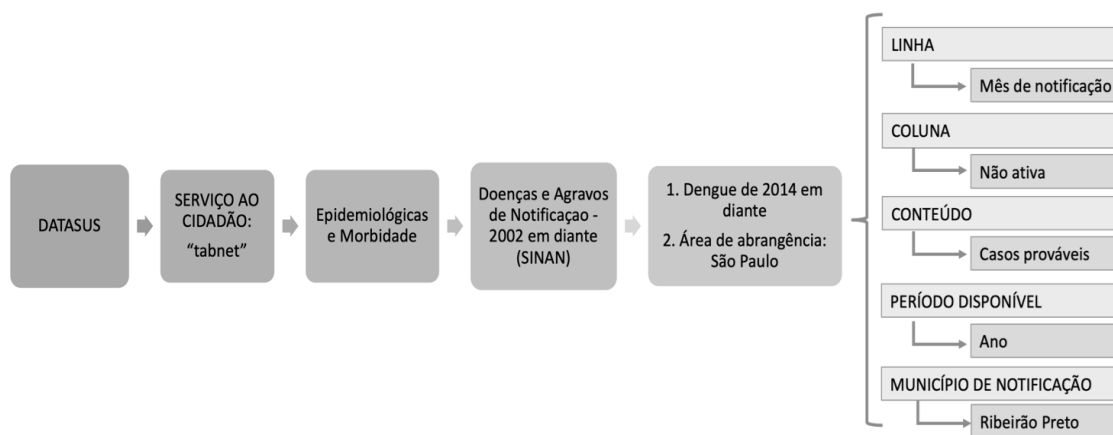 DATASUS
SERVIÇO AO
CIDADÃO:
“tabnet”
Epidemiológicas
e Morbidade
Doenças e Agravos
de Notificaçao -
2002 em diante
(SINAN)
1. Dengue de 2014 em
diante
2. Área de abrangência:
São Paulo
LINHA
Mês de notificação
COLUNA
Não ativa
CONTEÚDO
Casos prováveis
PERÍODO DISPONÍVEL
Ano
MUNICÍPIO DE NOTIFICAÇÃO
Ribeirão Preto